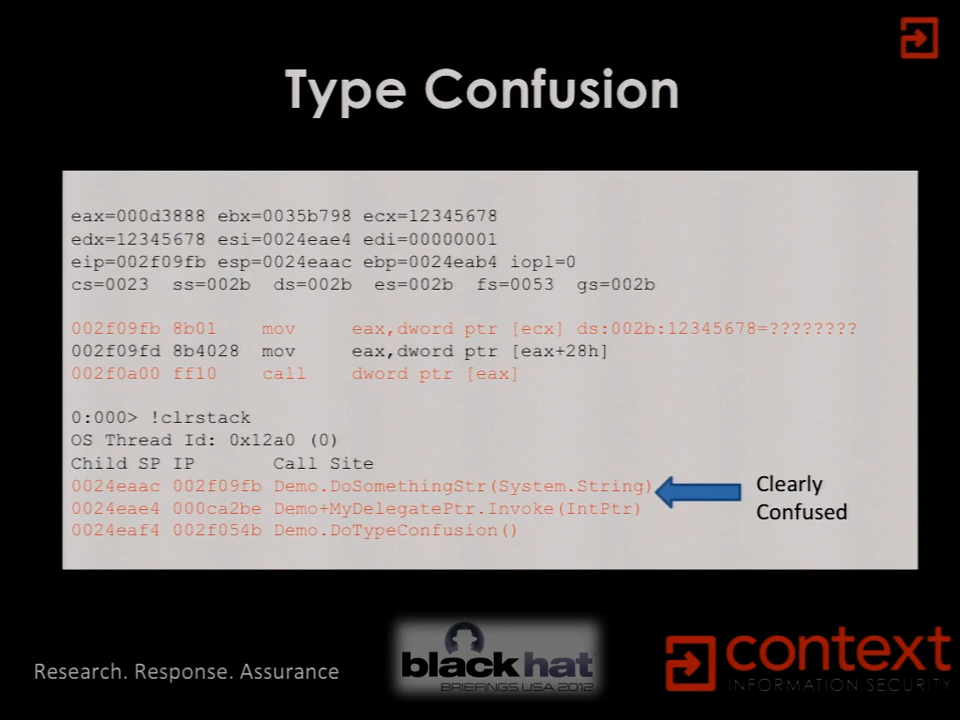 Type Confusion
eax=000d3888 ebx=0035b798 ecx=12345678
edx=12345678 esi=0024eae4 edi=00000001
eip=002f09fb esp=0024eaac ebp=0024eab4 iopl=0
cs=0023  ss=002b  ds=002b  es=002b  fs=0053  gs=002b
002f09fb 8b01    mov     eax,dword ptr [ecx] ds:002b:12345678=????????
002f09fd 8b4028  mov     eax,dword ptr [eax+28h]
002f0a00 ff10    call    dword ptr [eax]
0:000> !clrstack
OS Thread Id: 0x12a0 (0)
Child SP IP       Call Site
0024eaac 002f09fb Demo.DoSomethingStr(System.String)
0024eae4 000ca2be Demo+MyDelegatePtr.Invoke(IntPtr)
0024eaf4 002f054b Demo.DoTypeConfusion()
Clearly
Confused
Research. Response. Assurance
black hat
BRIEFINGS USA 2012
context
INFORMATION SECURITY